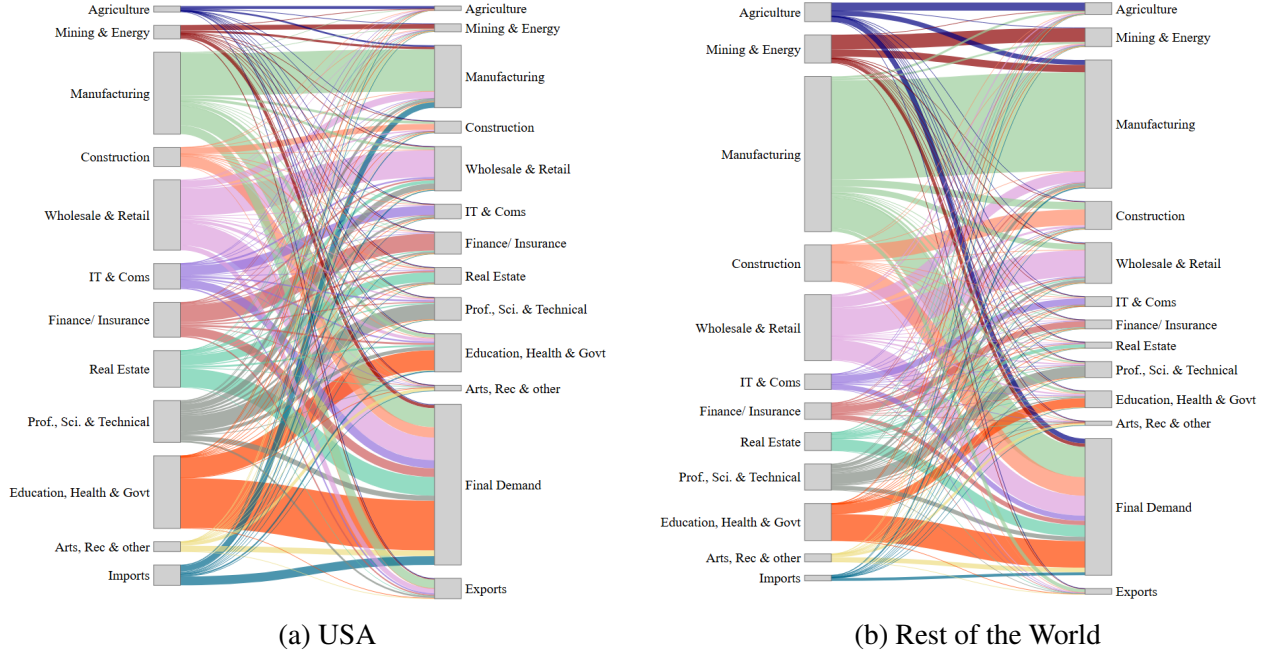 Agriculture
Mining & Energy
Manufacturing
Construction
Wholesale & Retail
IT & Coms
Finance/ Insurance
Real Estate
Prof., Sci. & Technical
Education, Health & Govt
Arts, Rec & other
Imports
Agriculture
Mining & Energy
Manufacturing
Construction
Wholesale & Retail
IT & Coms
Finance/ Insurance
Real Estate
Prof., Sci. & Technical
Education, Health & Govt
Arts, Rec & other
Final Demand
Exports
(a) USA
Agriculture
Mining & Energy
Manufacturing
Construction
Wholesale & Retail
IT & Coms
Finance/ Insurance
Real Estate
Prof., Sci. & Technical
Education, Health & Govt
Arts, Rec & other
Imports
Agriculture
Mining & Energy
Manufacturing
Construction
Wholesale & Retail
IT & Coms
Finance/ Insurance
Real Estate
Prof., Sci. & Technical
Education, Health & Govt
Arts, Rec & other
Final Demand
Exports
(b) Rest of the World